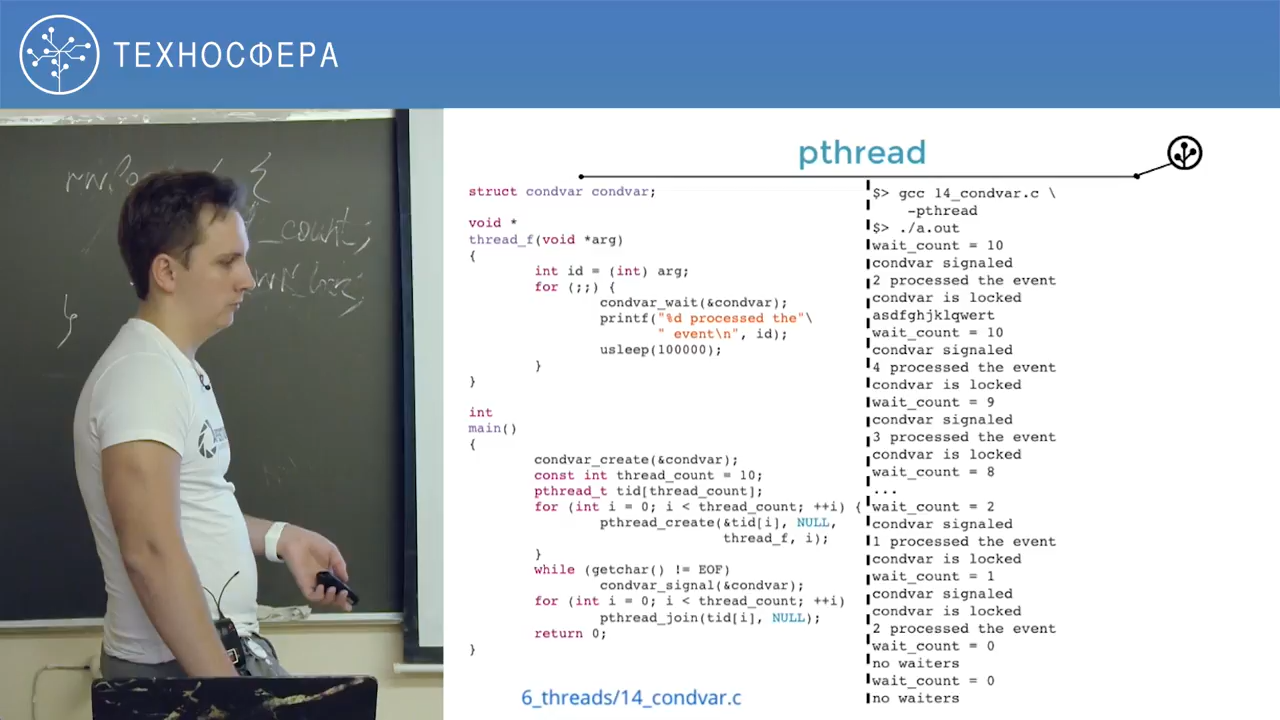 ТЕХНОСФЕРА
{
_count;
pthread
struct condvar condvar;
void *
thread_f(void *arg)
{
int id = (int) arg;
for (;;) {
condvar_wait(&condvar);
printf("%d processed the"\
" event\n", id);
usleep(100000);
}
}
int
main()
{
condvar_create(&condvar);
const int thread_count = 10;
pthread_t tid[thread_count];
for (int i = 0; i < thread_count; ++i) {
pthread_create(&tid[i], NULL,
thread_f, i);
}
while (getchar() != EOF)
condvar_signal(&condvar);
for (int i = 0; i < thread_count; ++i)
pthread_join(tid[i], NULL);
return 0;
}
6_threads/14_condvar.c
$> gcc 14_condvar.c \
-pthread
$> ./a.out
wait_count = 10
condvar signaled
2 processed the event
condvar is locked
asdfghjklqwert
wait_count = 10
condvar signaled
4 processed the event
condvar is locked
wait_count = 9
condvar signaled
3 processed the event
condvar is locked
wait_count = 8
...
wait_count = 2
condvar signaled
1 processed the event
condvar is locked
wait_count = 1
condvar signaled
condvar is locked
2 processed the event
wait_count = 0
no waiters
wait_count = 0
no waiters